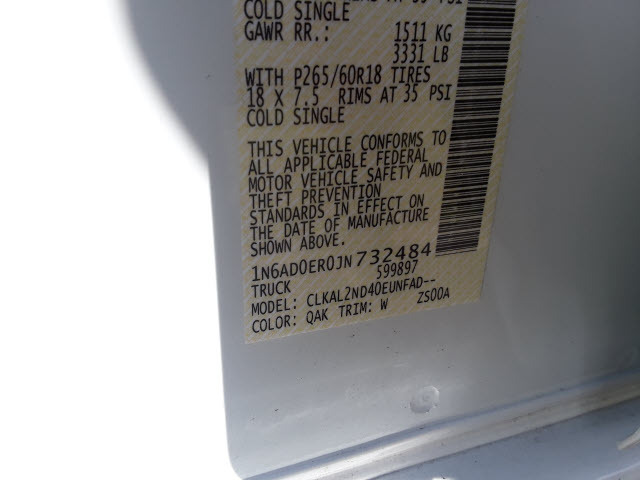 COLD SINGLE
GAWR RR.: 1511 KG
3331 LB
WITH P265/60R18 TIRES
18 X 7.5 RIMS AT 35 PSI
COLD SINGLE
THIS VEHICLE CONFORMS TO
ALL APPLICABLE FEDERAL
MOTOR VEHICLE SAFETY AND
THEFT PREVENTION
STANDARDS IN EFFECT ON
THE DATE OF MANUFACTURE
SHOWN ABOVE.
1N6AD0ER0JN732484
TRUCK 599897
MODEL: CLKAL2ND40EUNFAD--
COLOR: QAK TRIM: W ZS00A